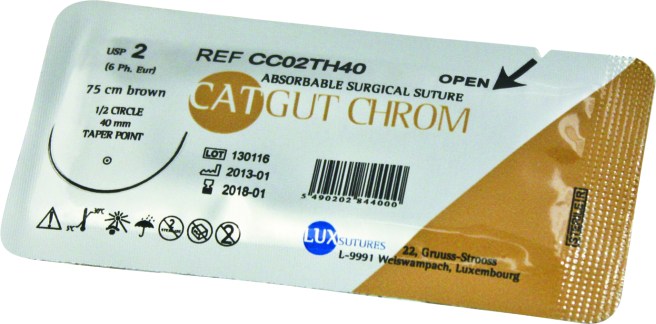 USP 2
(6 Ph. Eur)
75 cm brown
1/2 CIRCLE
40 mm
TAPER POINT
REF CC02TH40
ABSORBABLE SURGICAL SUTURE
CATGUT CHROM
OPEN
LOT 130116
2013-01
2018-01
5 490202 844000
LUX SUTURES
22, Gruuss-Strooss
L-9991 Weiswampach, Luxembourg